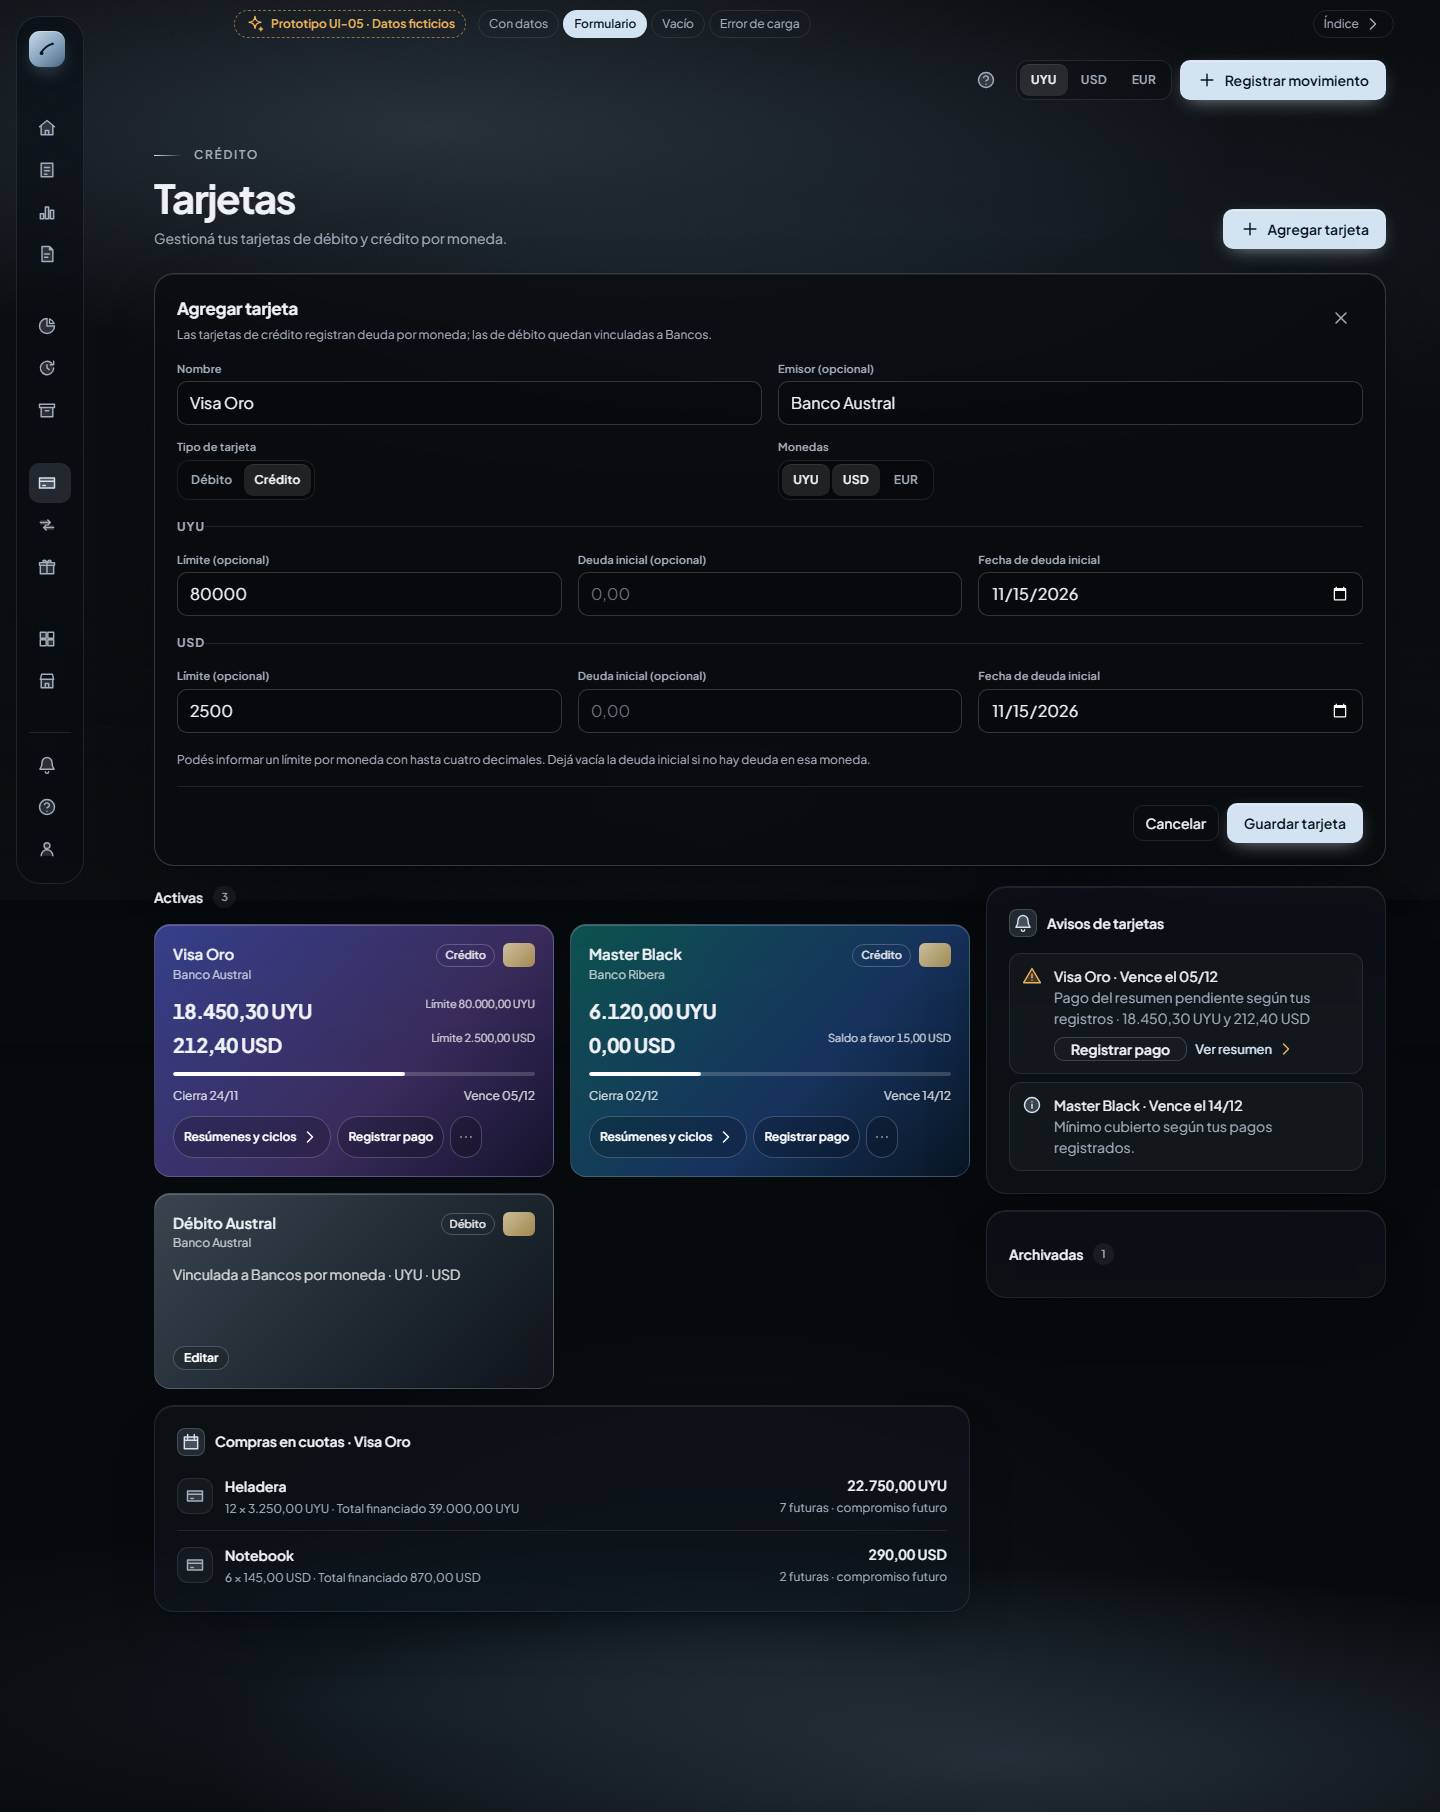 Prototipo UI-05 · Datos ficticios
Con datos
Formulario
Vacío
Error de carga
Índice
UYU
USD
EUR
Registrar movimiento
CRÉDITO
Tarjetas
Gestioná tus tarjetas de débito y crédito por moneda.
Agregar tarjeta
Agregar tarjeta
Las tarjetas de crédito registran deuda por moneda; las de débito quedan vinculadas a Bancos.
Nombre
Emisor (opcional)
Visa Oro
Banco Austral
Tipo de tarjeta
Monedas
Débito
Crédito
UYU
USD
EUR
UYU
Límite (opcional)
Deuda inicial (opcional)
Fecha de deuda inicial
80000
0,00
11/15/2026
USD
Límite (opcional)
Deuda inicial (opcional)
Fecha de deuda inicial
2500
0,00
11/15/2026
Podés informar un límite por moneda con hasta cuatro decimales. Dejá vacía la deuda inicial si no hay deuda en esa moneda.
Cancelar
Guardar tarjeta
Activas 3
Visa Oro
Crédito
Banco Austral
18.450,30 UYU
Límite 80.000,00 UYU
212,40 USD
Límite 2.500,00 USD
Cierra 24/11
Vence 05/12
Resúmenes y ciclos
Registrar pago
...
Master Black
Crédito
Banco Ribera
6.120,00 UYU
0,00 USD
Saldo a favor 15,00 USD
Cierra 02/12
Vence 14/12
Resúmenes y ciclos
Registrar pago
...
Débito Austral
Débito
Banco Austral
Vinculada a Bancos por moneda · UYU · USD
Editar
Compras en cuotas · Visa Oro
Heladera
22.750,00 UYU
12 × 3.250,00 UYU · Total financiado 39.000,00 UYU
7 futuras · compromiso futuro
Notebook
290,00 USD
6 × 145,00 USD · Total financiado 870,00 USD
2 futuras · compromiso futuro
Avisos de tarjetas
Visa Oro · Vence el 05/12
Pago del resumen pendiente según tus
registros · 18.450,30 UYU y 212,40 USD
Registrar pago
Ver resumen
Master Black · Vence el 14/12
Mínimo cubierto según tus pagos
registrados.
Archivadas 1